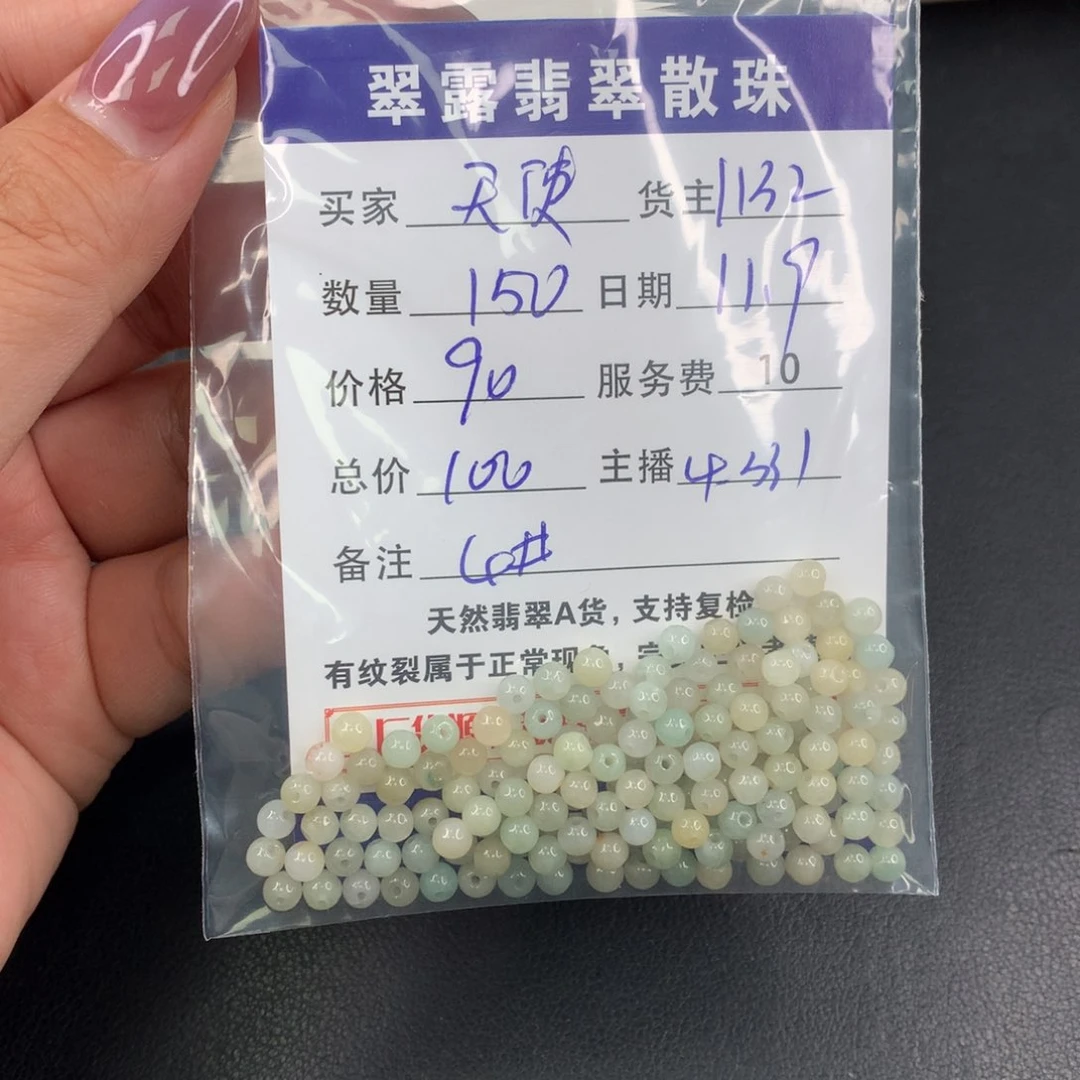 翠露翡翠散珠
买家 天使 货主 1132
数量 150 日期 11.9
价格 90 服务费 10
总价 100 主播 4531
备注 6#
天然翡翠A货，支持复检
有纹裂属于正常现